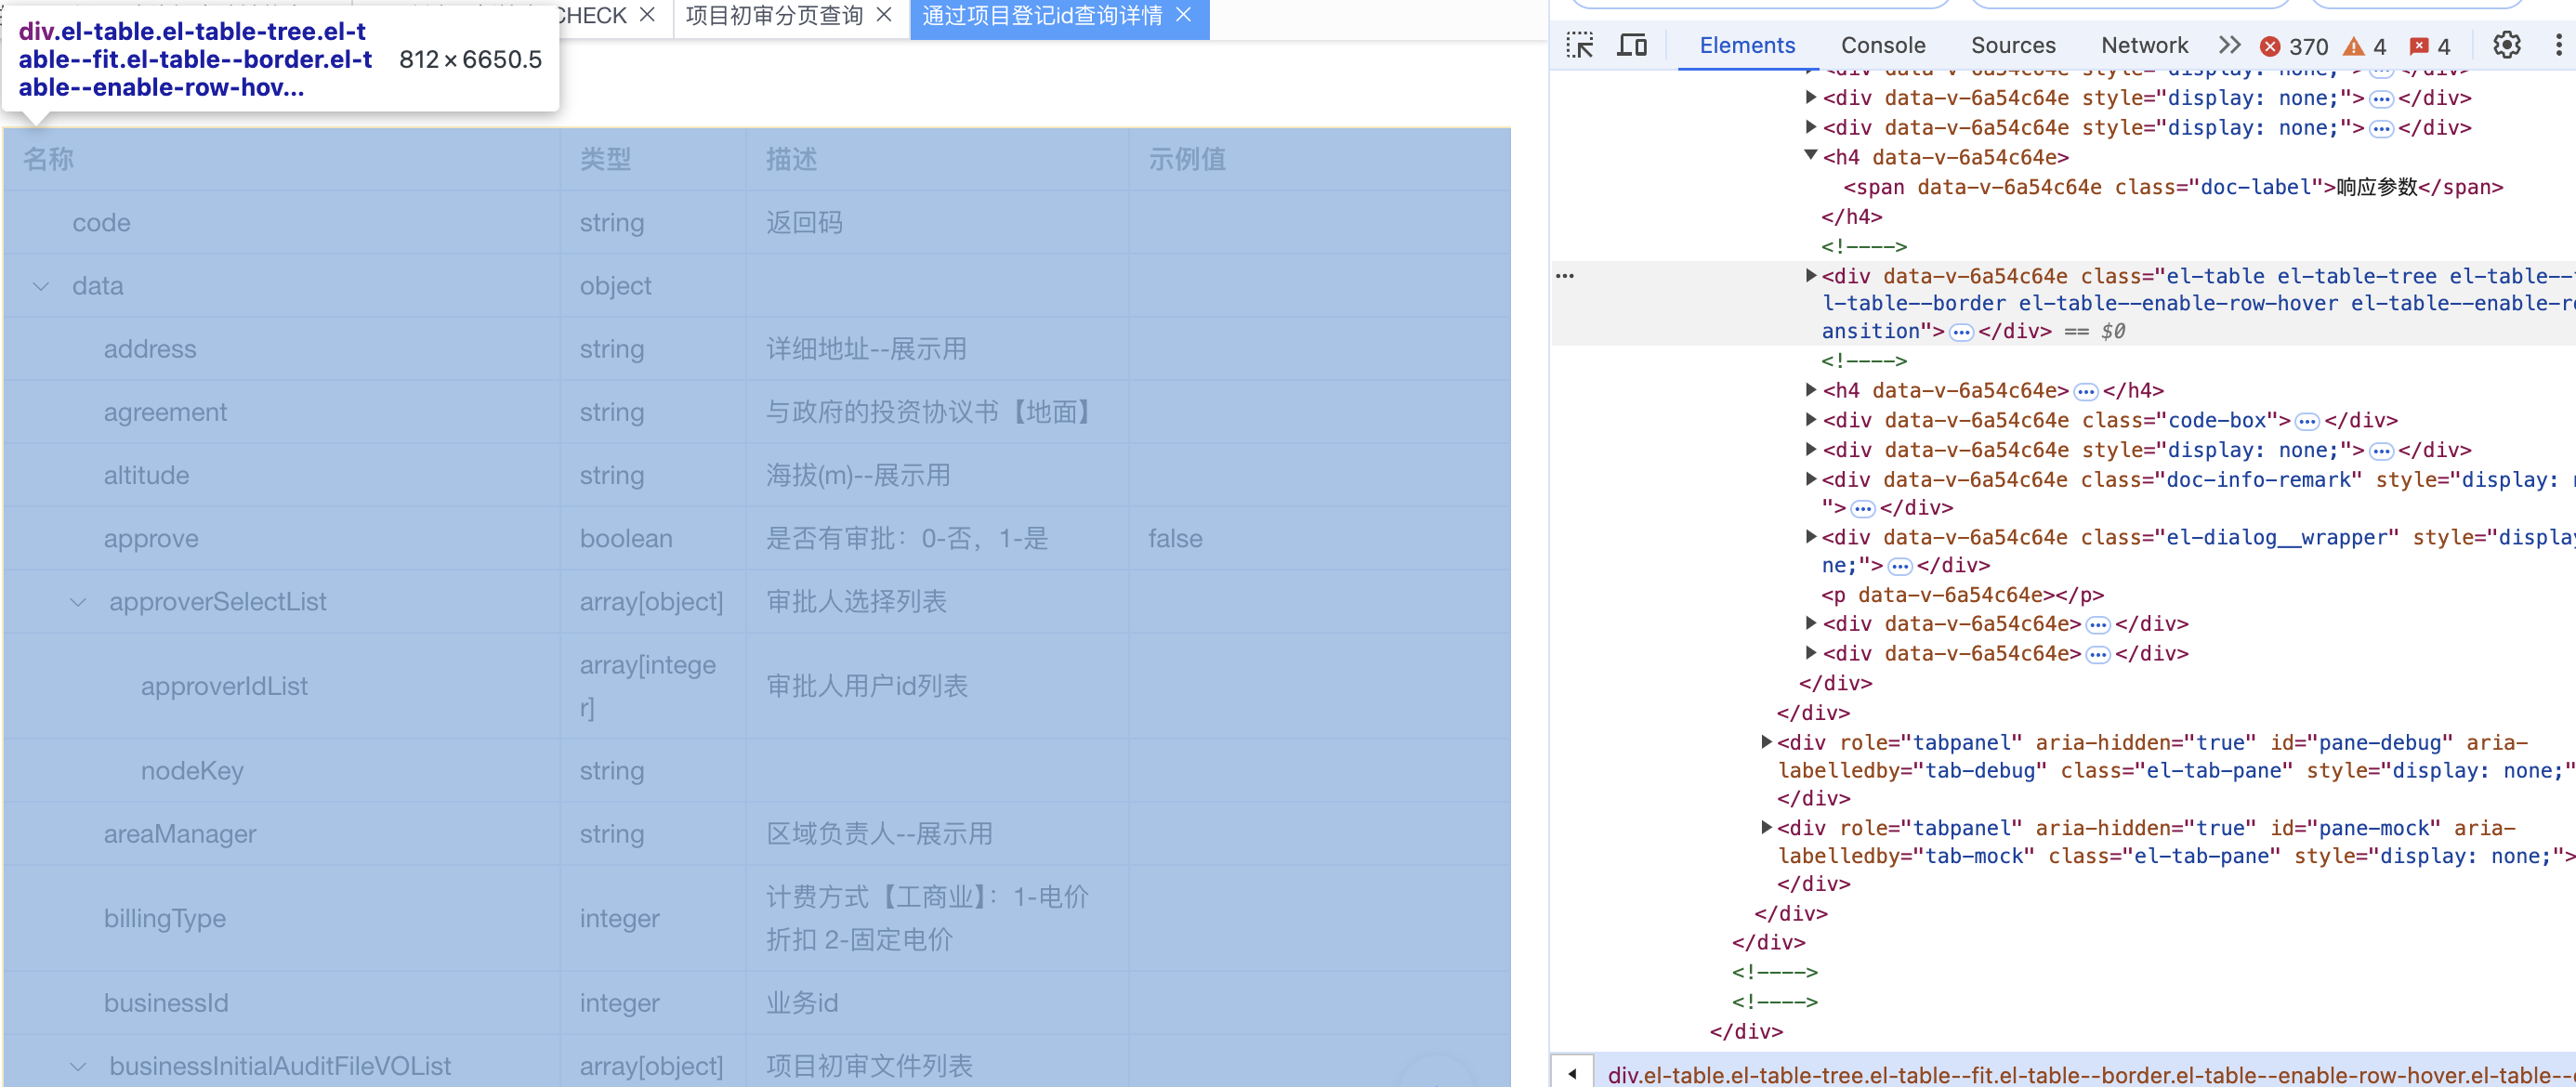 CHECK
项目初审分页查询
通过项目登记id查询详情
div.el-table.el-table-tree.el-t
able--fit.el-table--border.el-t
able--enable-row-hov...
812×6650.5
名称 类型 描述 示例值
code string 返回码
data object
address string 详细地址--展示用
agreement string 与政府的投资协议书【地面】
altitude string 海拔(m)--展示用
approve boolean 是否有审批：0-否，1-是 false
approverSelectList array[object] 审批人选择列表
approverIdList array[intege
r] 审批人用户id列表
nodeKey string
areaManager string 区域负责人--展示用
billingType integer 计费方式【工商业】：1-电价
折扣 2-固定电价
businessId integer 业务id
businessInitialAuditFileVOList array[object] 项目初审文件列表
Elements Console Sources Network 370 4 4
<div data-v-6a54c64e style="display: none;">…</div>
<div data-v-6a54c64e style="display: none;">…</div>
<div data-v-6a54c64e style="display: none;">…</div>
<h4 data-v-6a54c64e>
<span data-v-6a54c64e class="doc-label">响应参数</span>
</h4>
<!---->
<div data-v-6a54c64e class="el-table el-table-tree el-table--
l-table--border el-table--enable-row-hover el-table--enable-r
ansition">…</div> == $0
<!---->
<h4 data-v-6a54c64e>…</h4>
<div data-v-6a54c64e class="code-box">…</div>
<div data-v-6a54c64e style="display: none;">…</div>
<div data-v-6a54c64e class="doc-info-remark" style="display:
">…</div>
<div data-v-6a54c64e class="el-dialog__wrapper" style="displa
ne;">…</div>
<p data-v-6a54c64e></p>
<div data-v-6a54c64e>…</div>
<div data-v-6a54c64e>…</div>
</div>
</div>
<div role="tabpanel" aria-hidden="true" id="pane-debug" aria-
labelledby="tab-debug" class="el-tab-pane" style="display: none;"
</div>
<div role="tabpanel" aria-hidden="true" id="pane-mock" aria-
labelledby="tab-mock" class="el-tab-pane" style="display: none;">
</div>
</div>
</div>
<!---->
<!---->
</div>
div.el-table.el-table-tree.el-table--fit.el-table--border.el-table--enable-row-hover.el-table--